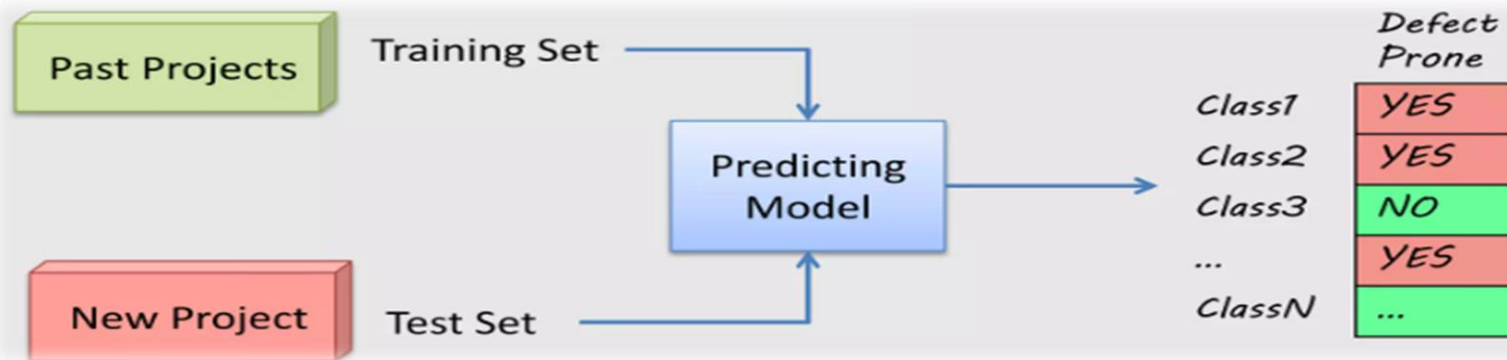 Past Projects
Training Set
Predicting
Model
New Project
Test Set
Defect
Prone
Class1 YES
Class2 YES
Class3 NO
... YES
ClassN ...